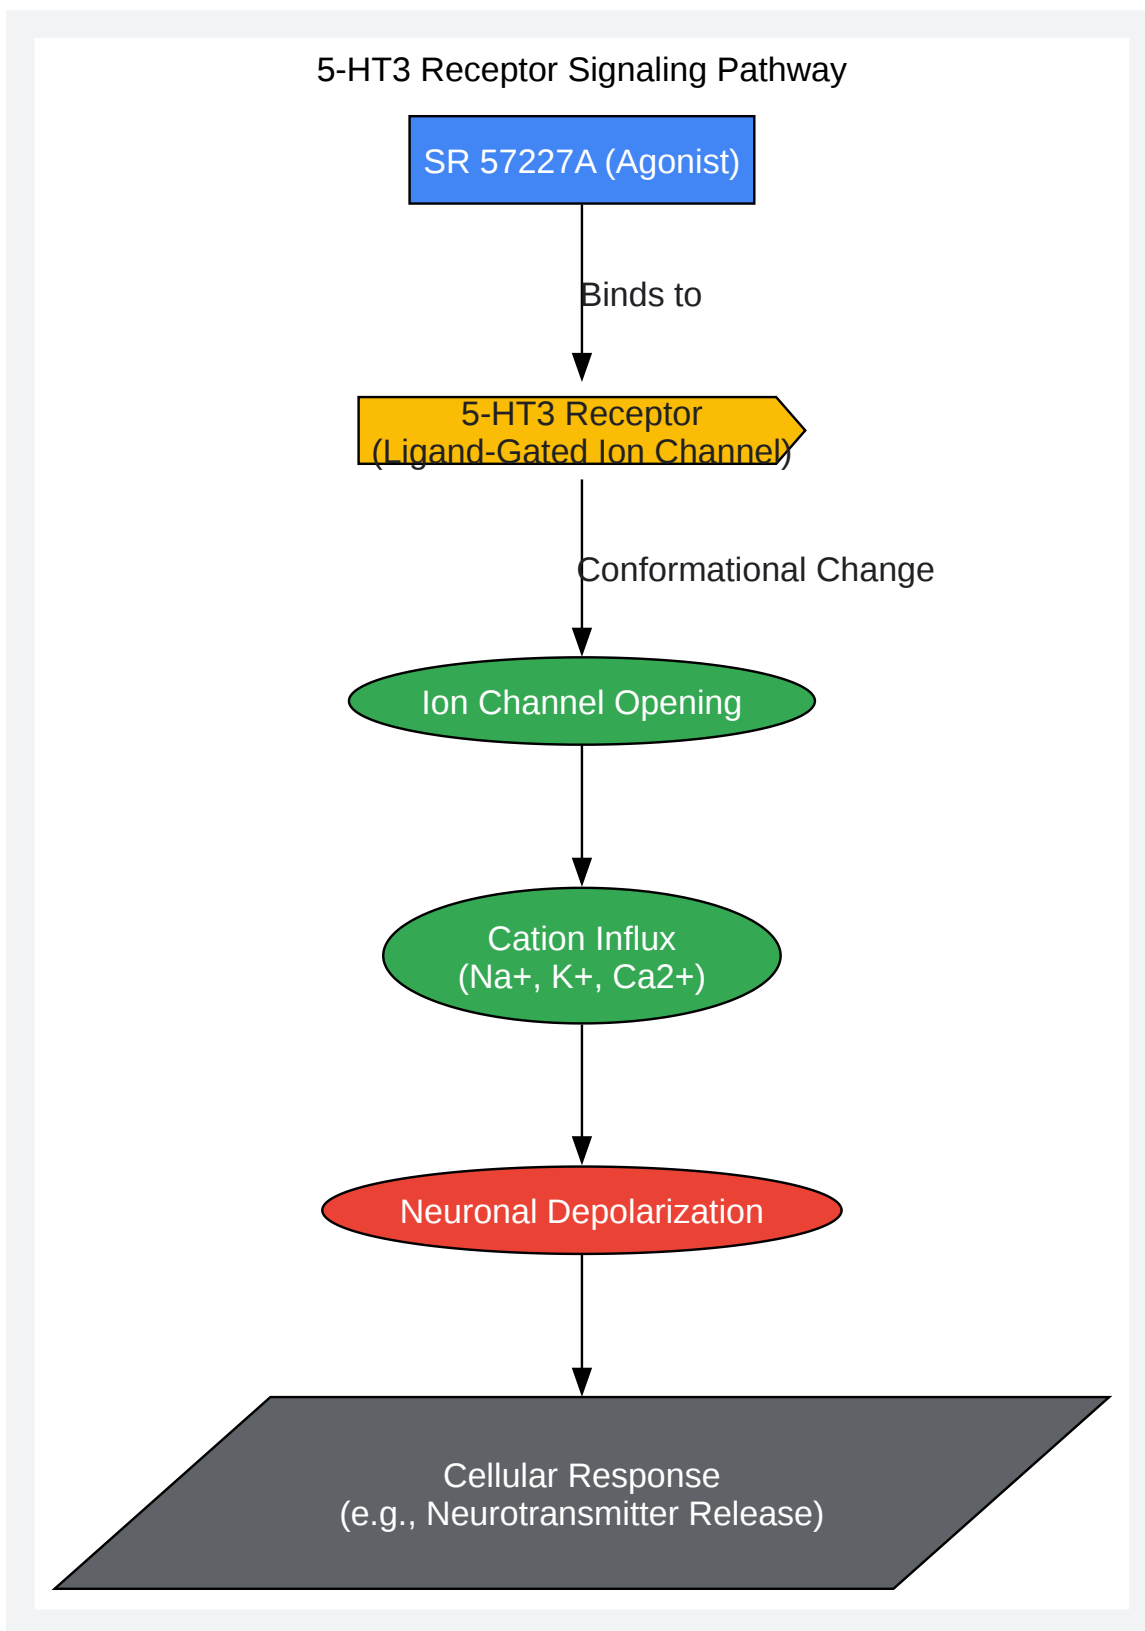 5-HT3 Receptor Signaling Pathway
SR 57227A (Agonist)
Binds to
5-HT3 Receptor
(Ligand-Gated Ion Channel)
Conformational Change
Ion Channel Opening
Cation Influx
(Na+, K+, Ca2+)
Neuronal Depolarization
Cellular Response
(e.g., Neurotransmitter Release)